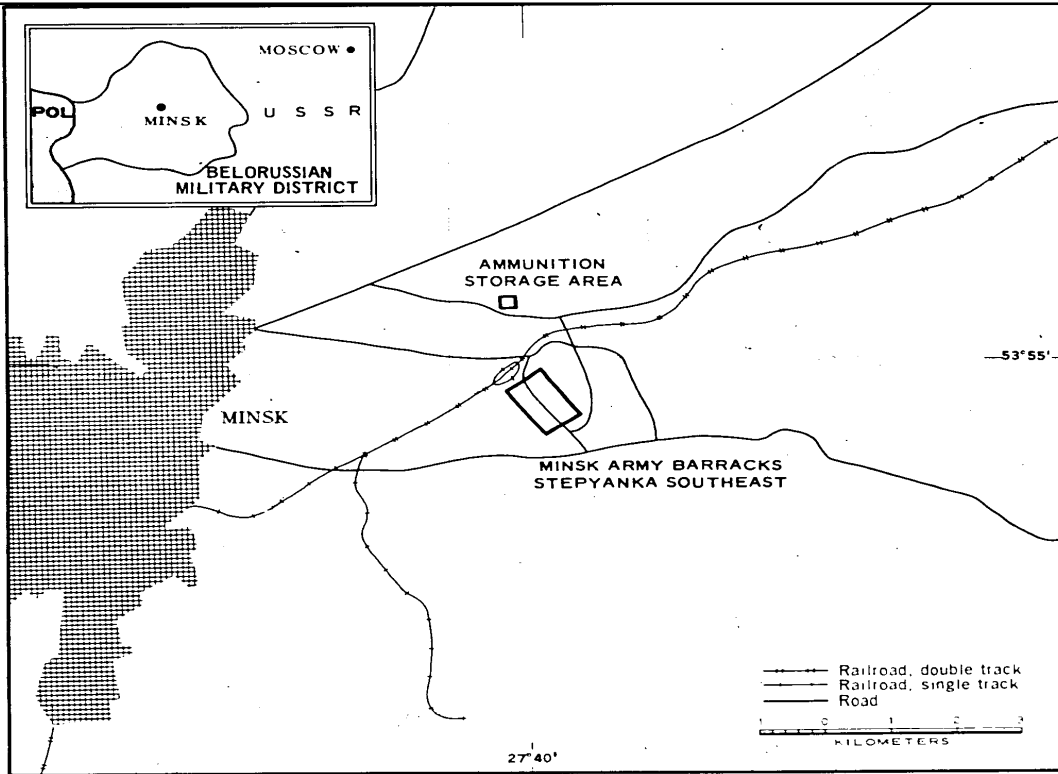 MOSCOW
POL
MINSK
U S S R
BELORUSSIAN
MILITARY DISTRICT
AMMUNITION
STORAGE AREA
53°55'
MINSK
MINSK ARMY BARRACKS
STEPYANKA SOUTHEAST
Railroad, double track
Railroad, single track
Road
1 0 1 2 3
KILOMETERS
27°40'